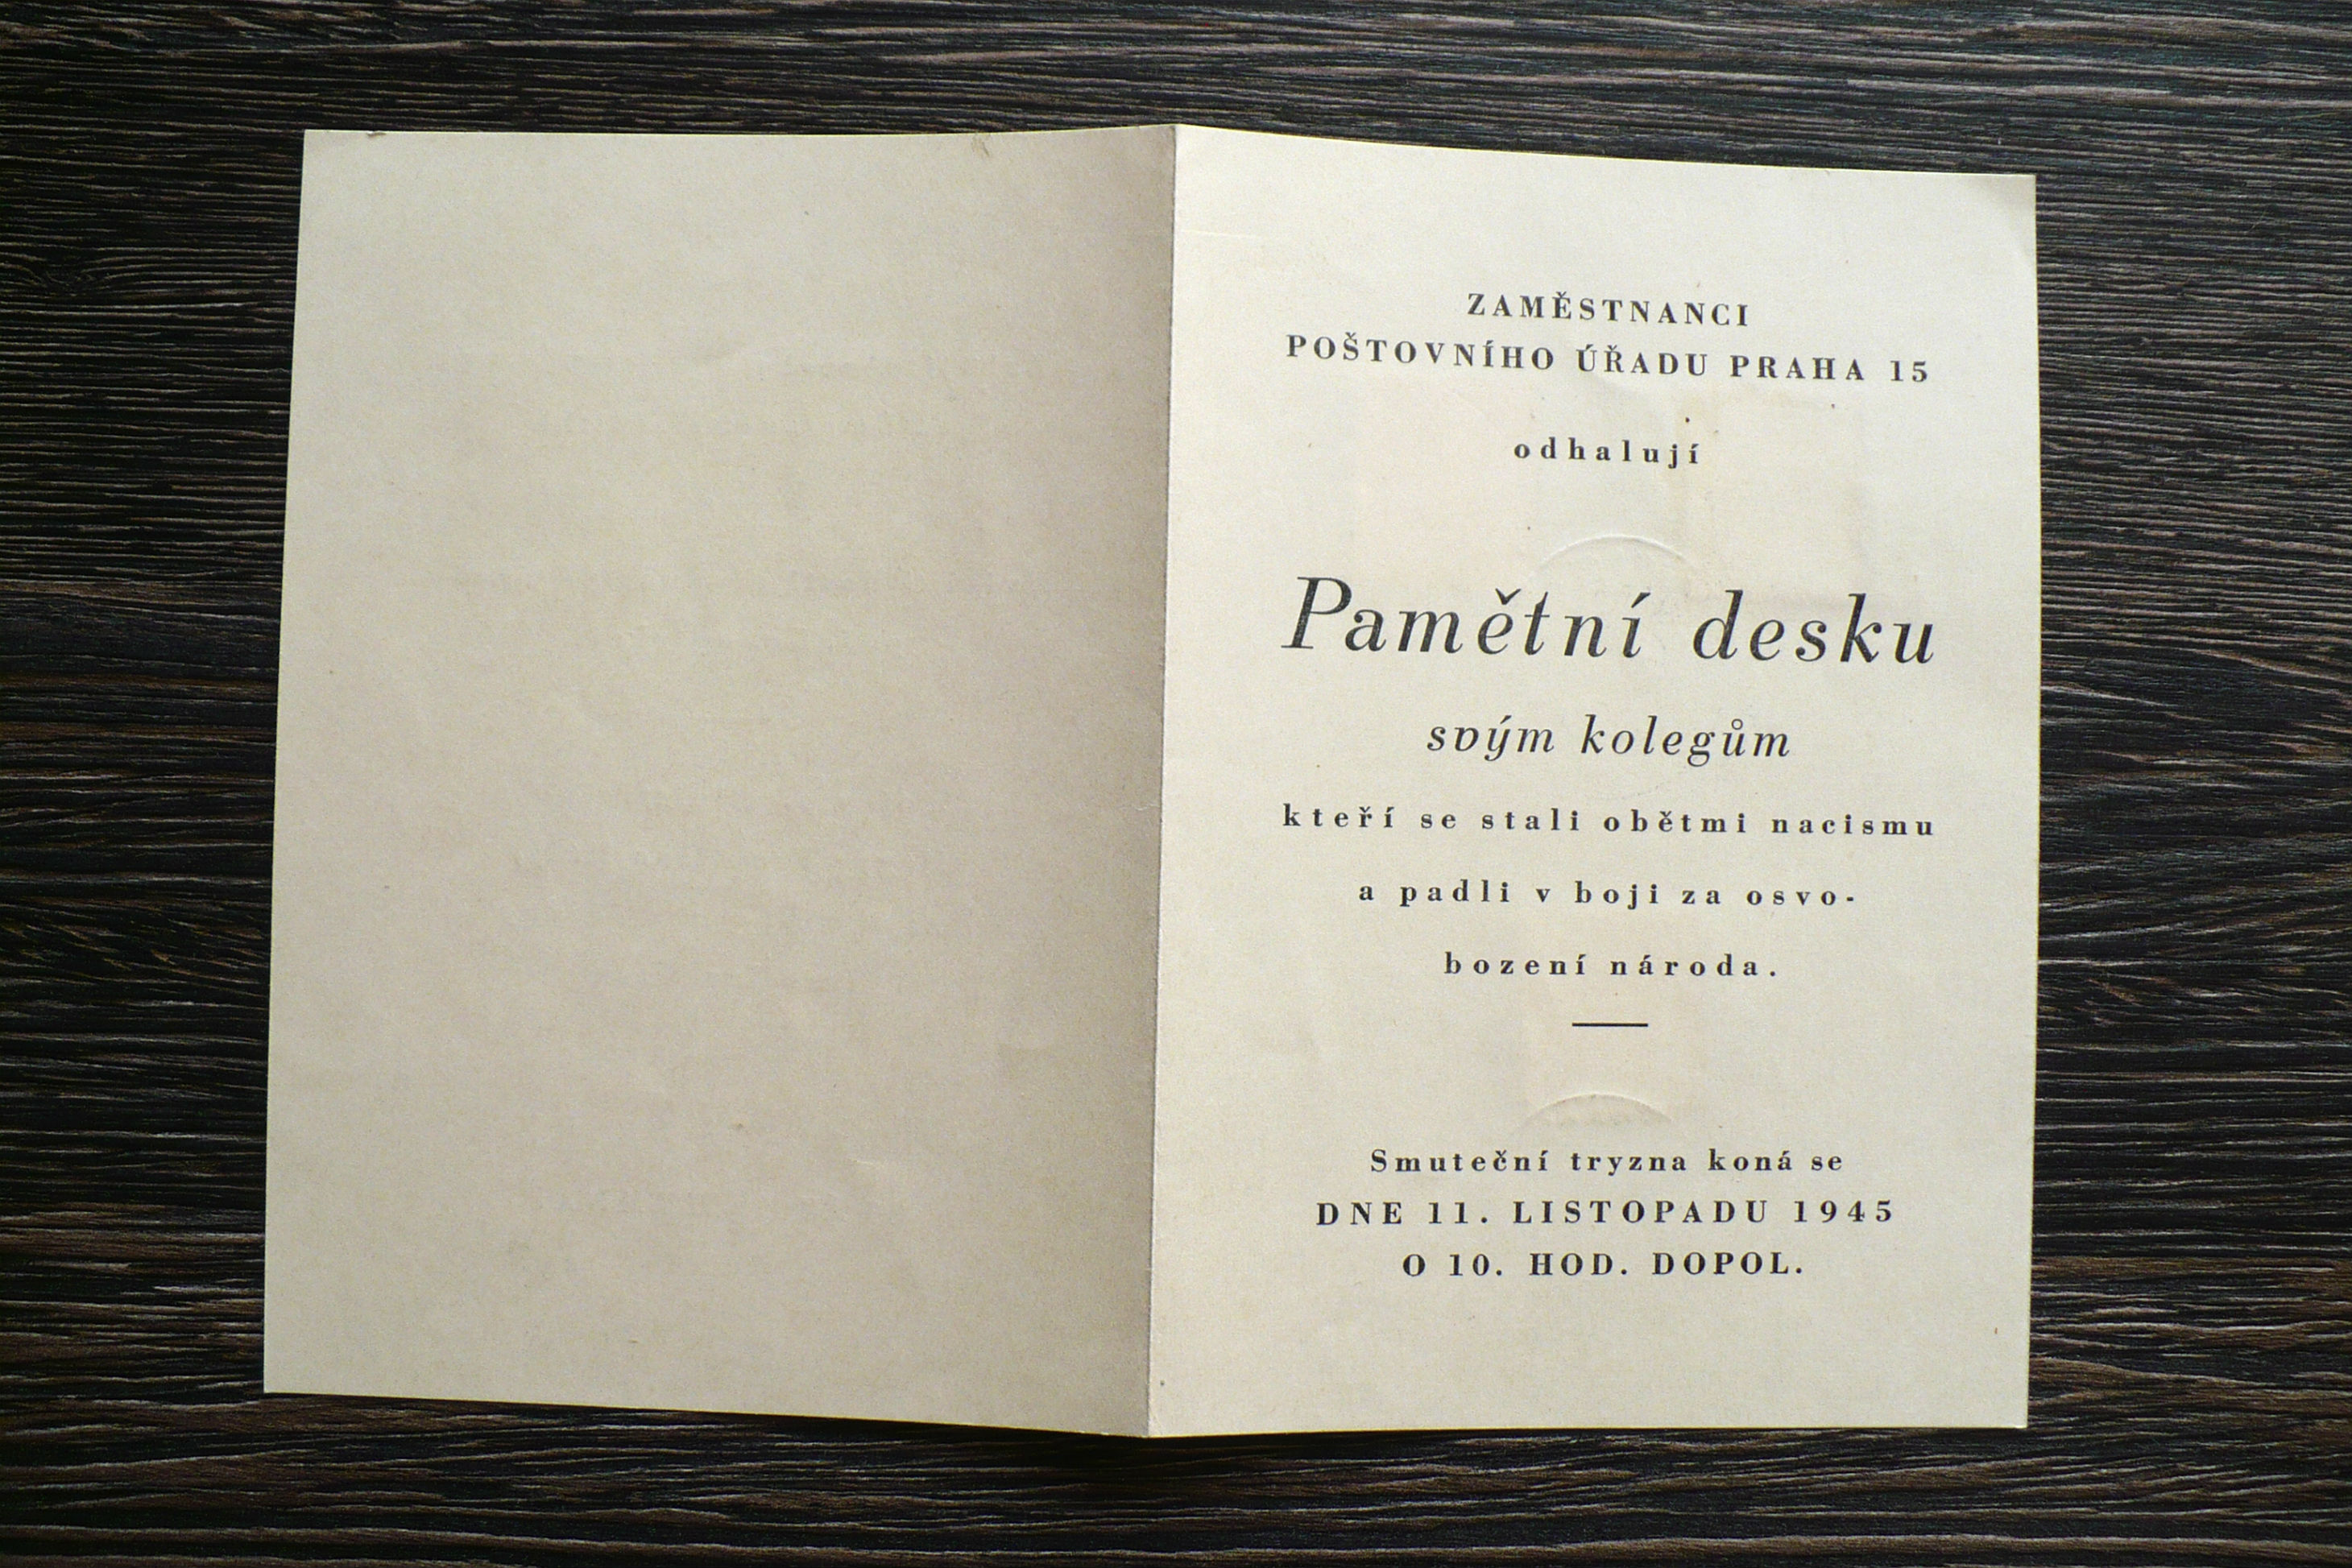 ZAMĚSTNANCI
POŠTOVNÍHO ÚŘADU PRAHA 15
odhalují
Pamětní desku
svým kolegům
kteří se stali obětmi nacismu
a padli v boji za osvo-
bození národa.
Smuteční tryzna koná se
DNE 11. LISTOPADU 1945
O 10. HOD. DOPOL.